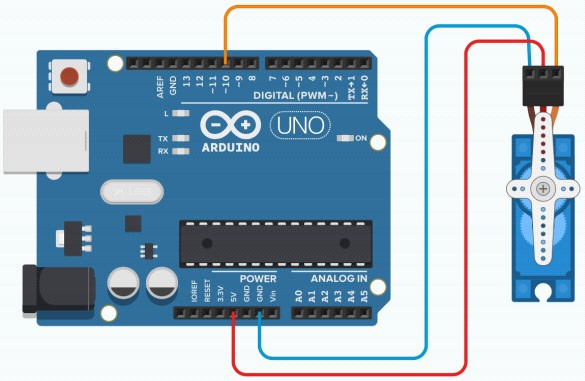 AREF
GND
13
12
~11
~10
~9
8
7
~6
~5
4
~3
2
TX→1
RX←0
DIGITAL (PWM~)
L
TX
RX
UNO
ON
ARDUINO
POWER
ANALOG IN
IOREF
RESET
3.3V
5V
GND
GND
Vin
A0
A1
A2
A3
A4
A5